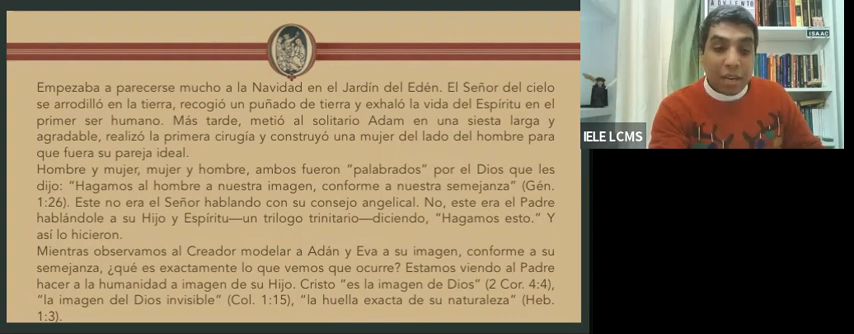 Empezaba a parecerse mucho a la Navidad en el Jardín del Edén. El Señor del cielo
se arrodilló en la tierra, recogió un puñado de tierra y exhaló la vida del Espíritu en el
primer ser humano. Más tarde, metió al solitario Adam en una siesta larga y
agradable, realizó la primera cirugía y construyó una mujer del lado del hombre para
que fuera su pareja ideal.
Hombre y mujer, mujer y hombre, ambos fueron “palabrados” por el Dios que les
dijo: “Hagamos al hombre a nuestra imagen, conforme a nuestra semejanza” (Gén.
1:26). Este no era el Señor hablando con su consejo angelical. No, este era el Padre
hablándole a su Hijo y Espíritu—un trilogo trinitario—diciendo, “Hagamos esto.” Y
así lo hicieron.
Mientras observamos al Creador modelar a Adán y Eva a su imagen, conforme a su
semejanza, ¿qué es exactamente lo que vemos que ocurre? Estamos viendo al Padre
hacer a la humanidad a imagen de su Hijo. Cristo “es la imagen de Dios” (2 Cor. 4:4),
“la imagen del Dios invisible” (Col. 1:15), “la huella exacta de su naturaleza” (Heb.
1:3).
ADVIENTO
ISAAC
IELE LCMS